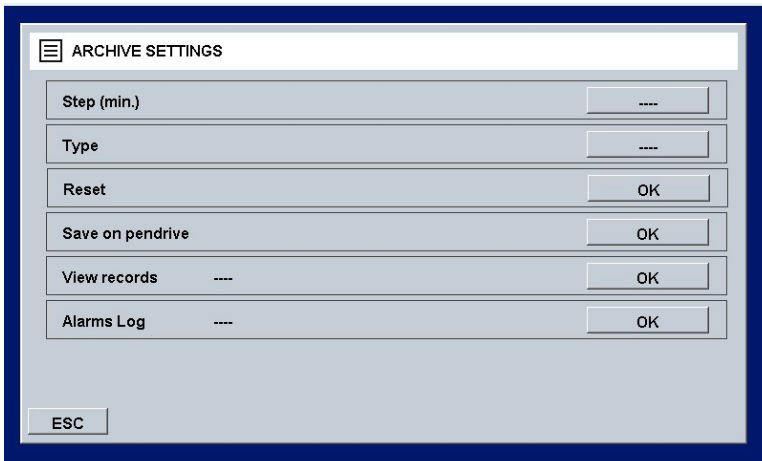 ARCHIVE SETTINGS
Step (min.) ----
Type ----
Reset OK
Save on pendrive OK
View records ---- OK
Alarms Log ---- OK
ESC